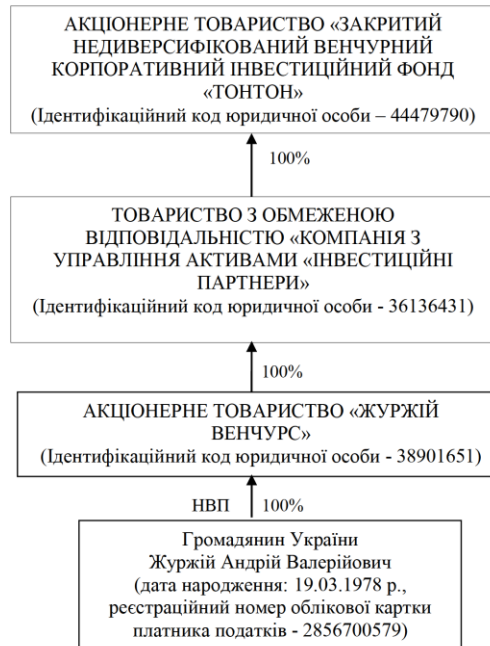 АКЦІОНЕРНЕ ТОВАРИСТВО «ЗАКРИТИЙ
НЕДИВЕРСИФІКОВАНИЙ ВЕНЧУРНИЙ
КОРПОРАТИВНИЙ ІНВЕСТИЦІЙНИЙ ФОНД
«ТОНТОН»
(Ідентифікаційний код юридичної особи – 44479790)
100%
ТОВАРИСТВО З ОБМЕЖЕНОЮ
ВІДПОВІДАЛЬНІСТЮ «КОМПАНІЯ З
УПРАВЛІННЯ АКТИВАМИ «ІНВЕСТИЦІЙНІ
ПАРТНЕРИ»
(Ідентифікаційний код юридичної особи - 36136431)
100%
АКЦІОНЕРНЕ ТОВАРИСТВО «ЖУРЖІЙ
ВЕНЧУРС»
(Ідентифікаційний код юридичної особи - 38901651)
НВП 100%
Громадянин України
Журжій Андрій Валерійович
(дата народження: 19.03.1978 р.,
реєстраційний номер облікової картки
платника податків - 2856700579)